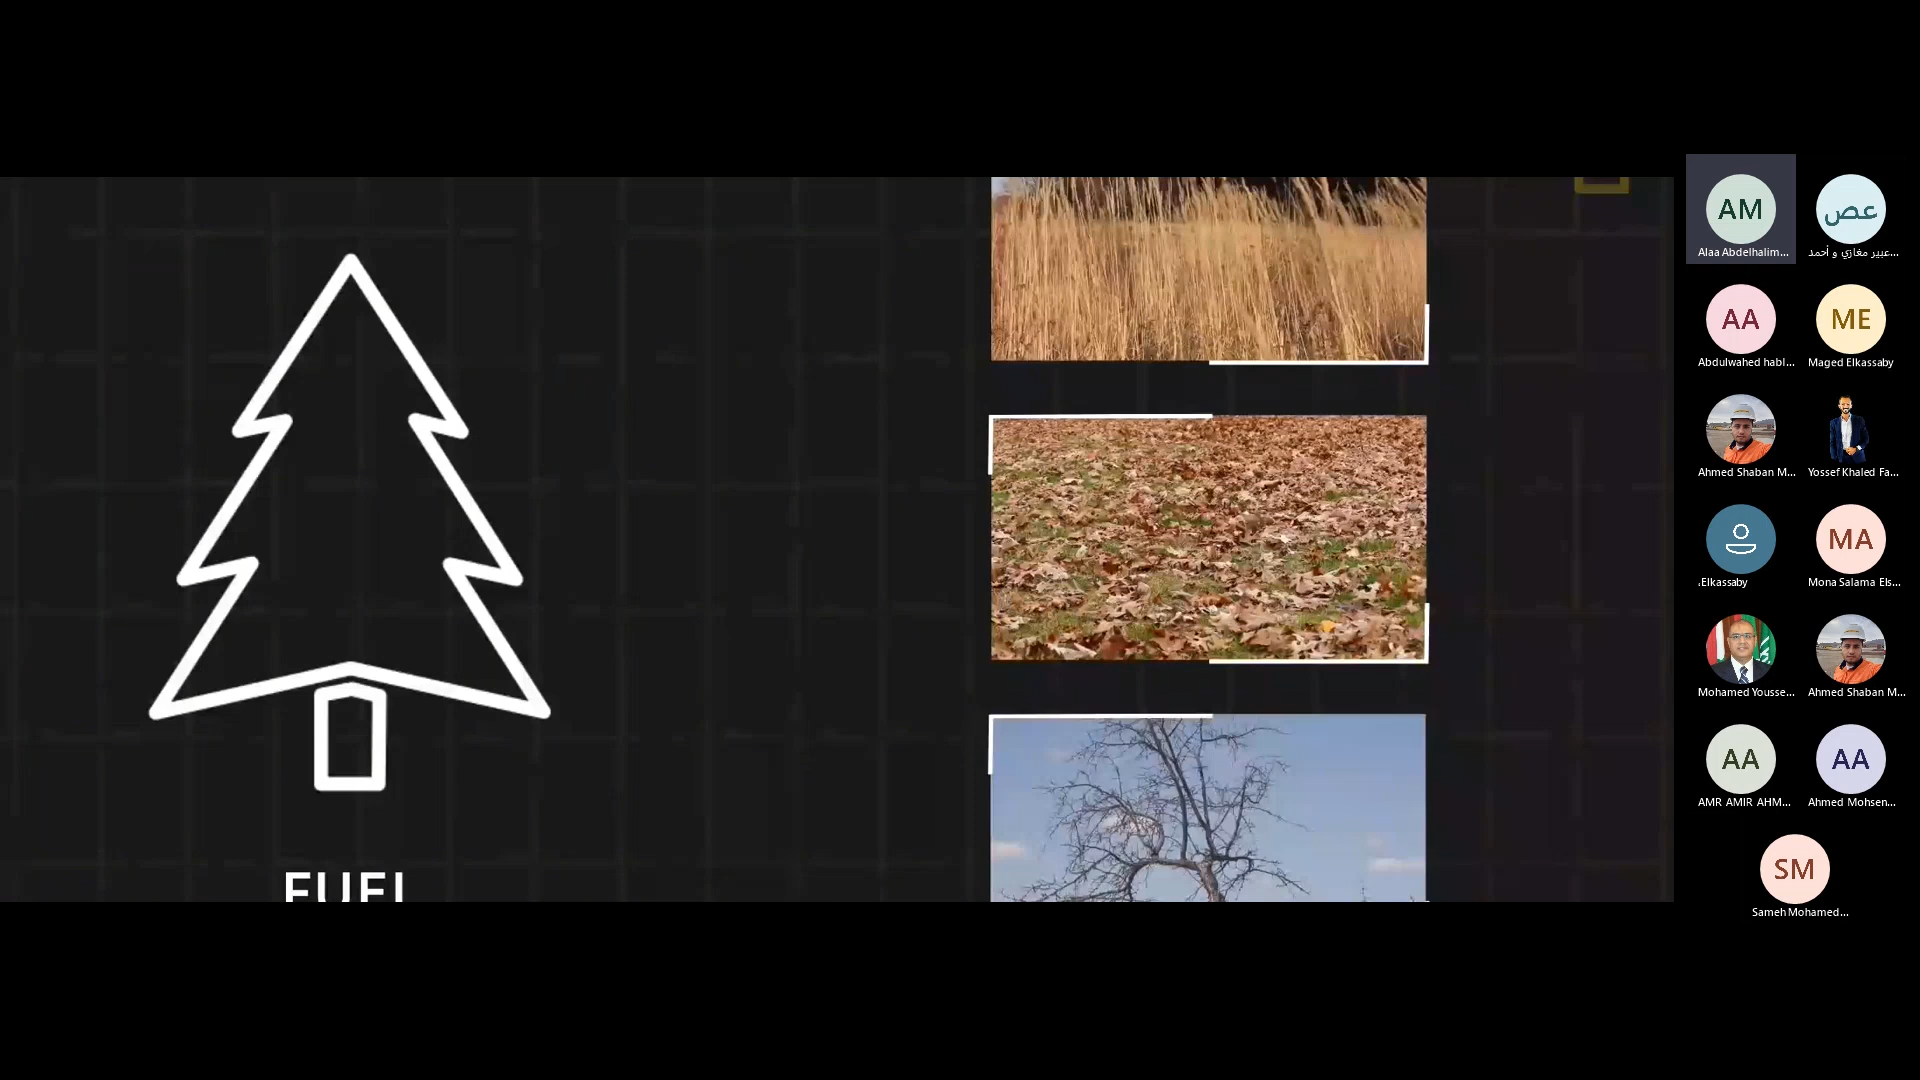 FUEL
AM
Alaa Abdelhalim...
عص
عبير مغازي و أحمد...
AA
Abdulwahed habl...
ME
Maged Elkassaby
Ahmed Shaban M...
Yossef Khaled Fa...
.Elkassaby
MA
Mona Salama Els...
Mohamed Yousse...
Ahmed Shaban M...
AA
AMR AMIR AHM...
AA
Ahmed Mohsen...
SM
Sameh Mohamed...